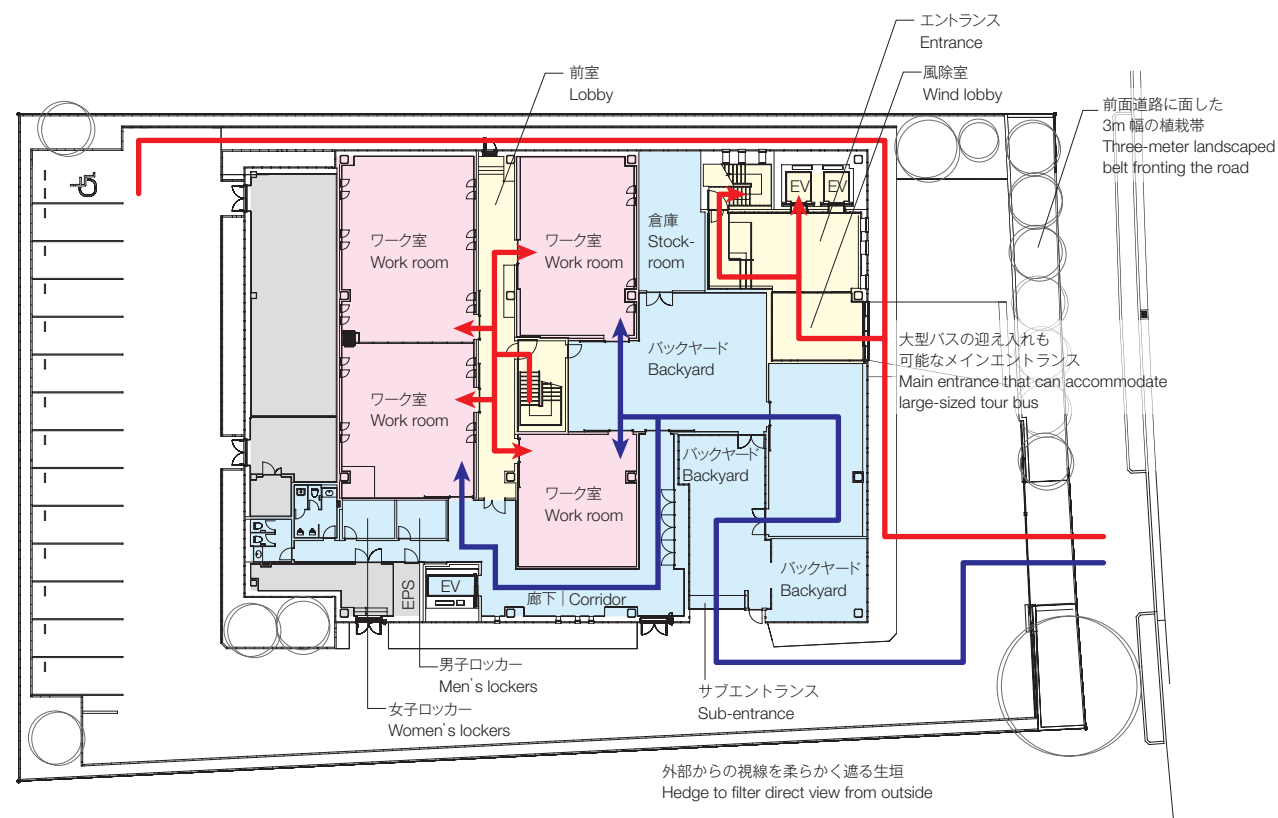 エントランス
Entrance
前室
Lobby
風除室
Wind lobby
前面道路に面した
3m 幅の植栽帯
Three-meter landscaped
belt fronting the road
EV
EV
倉庫
Stock-
room
ワーク室
Work room
ワーク室
Work room
バックヤード
Backyard
大型バスの迎え入れも
可能なメインエントランス
Main entrance that can accommodate
large-sized tour bus
ワーク室
Work room
バックヤード
Backyard
ワーク室
Work room
バックヤード
Backyard
EPS
EV
廊下 | Corridor
男子ロッカー
Men's lockers
女子ロッカー
Women's lockers
サブエントランス
Sub-entrance
外部からの視線を柔らかく遮る生垣
Hedge to filter direct view from outside